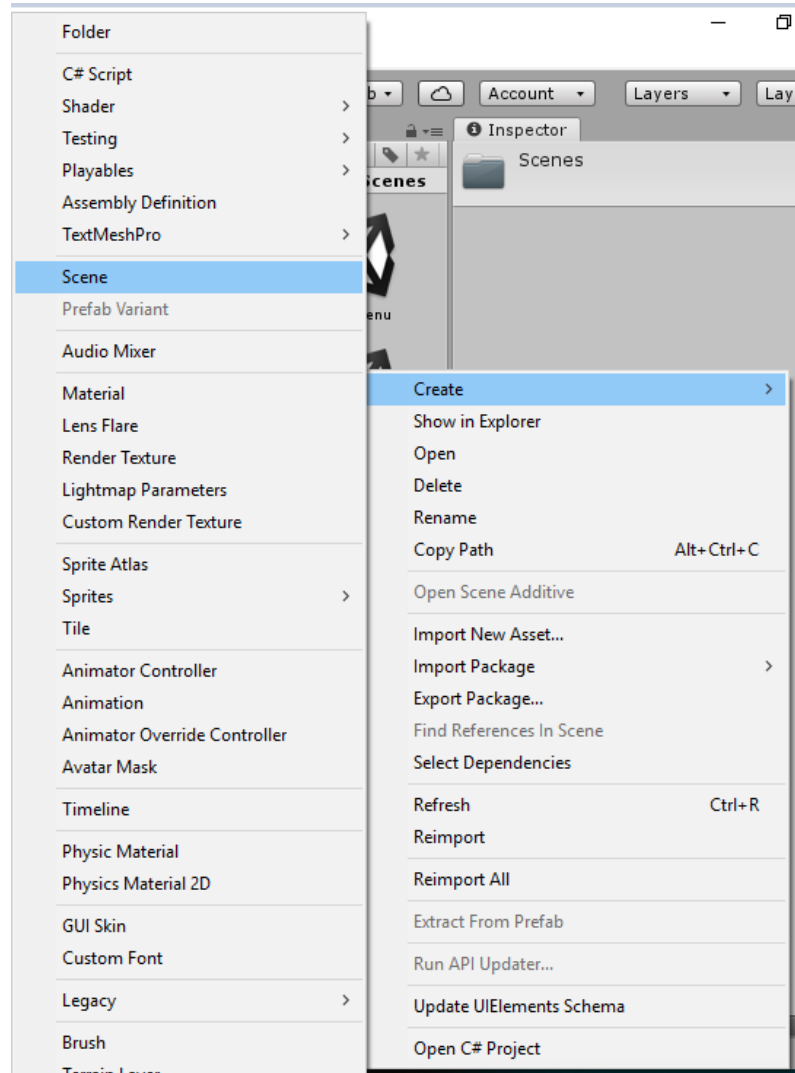 Folder
C# Script
Shader
Testing
Playables
Assembly Definition
TextMeshPro
Scene
Prefab Variant
Audio Mixer
Material
Lens Flare
Render Texture
Lightmap Parameters
Custom Render Texture
Sprite Atlas
Sprites
Tile
Animator Controller
Animation
Animator Override Controller
Avatar Mask
Timeline
Physic Material
Physics Material 2D
GUI Skin
Custom Font
Legacy
Brush
b
Account
Layers
Lay
Inspector
Scenes
cenes
enu
Create
Show in Explorer
Open
Delete
Rename
Copy Path Alt+Ctrl+C
Open Scene Additive
Import New Asset...
Import Package
Export Package...
Find References In Scene
Select Dependencies
Refresh Ctrl+R
Reimport
Reimport All
Extract From Prefab
Run API Updater...
Update UIElements Schema
Open C# Project